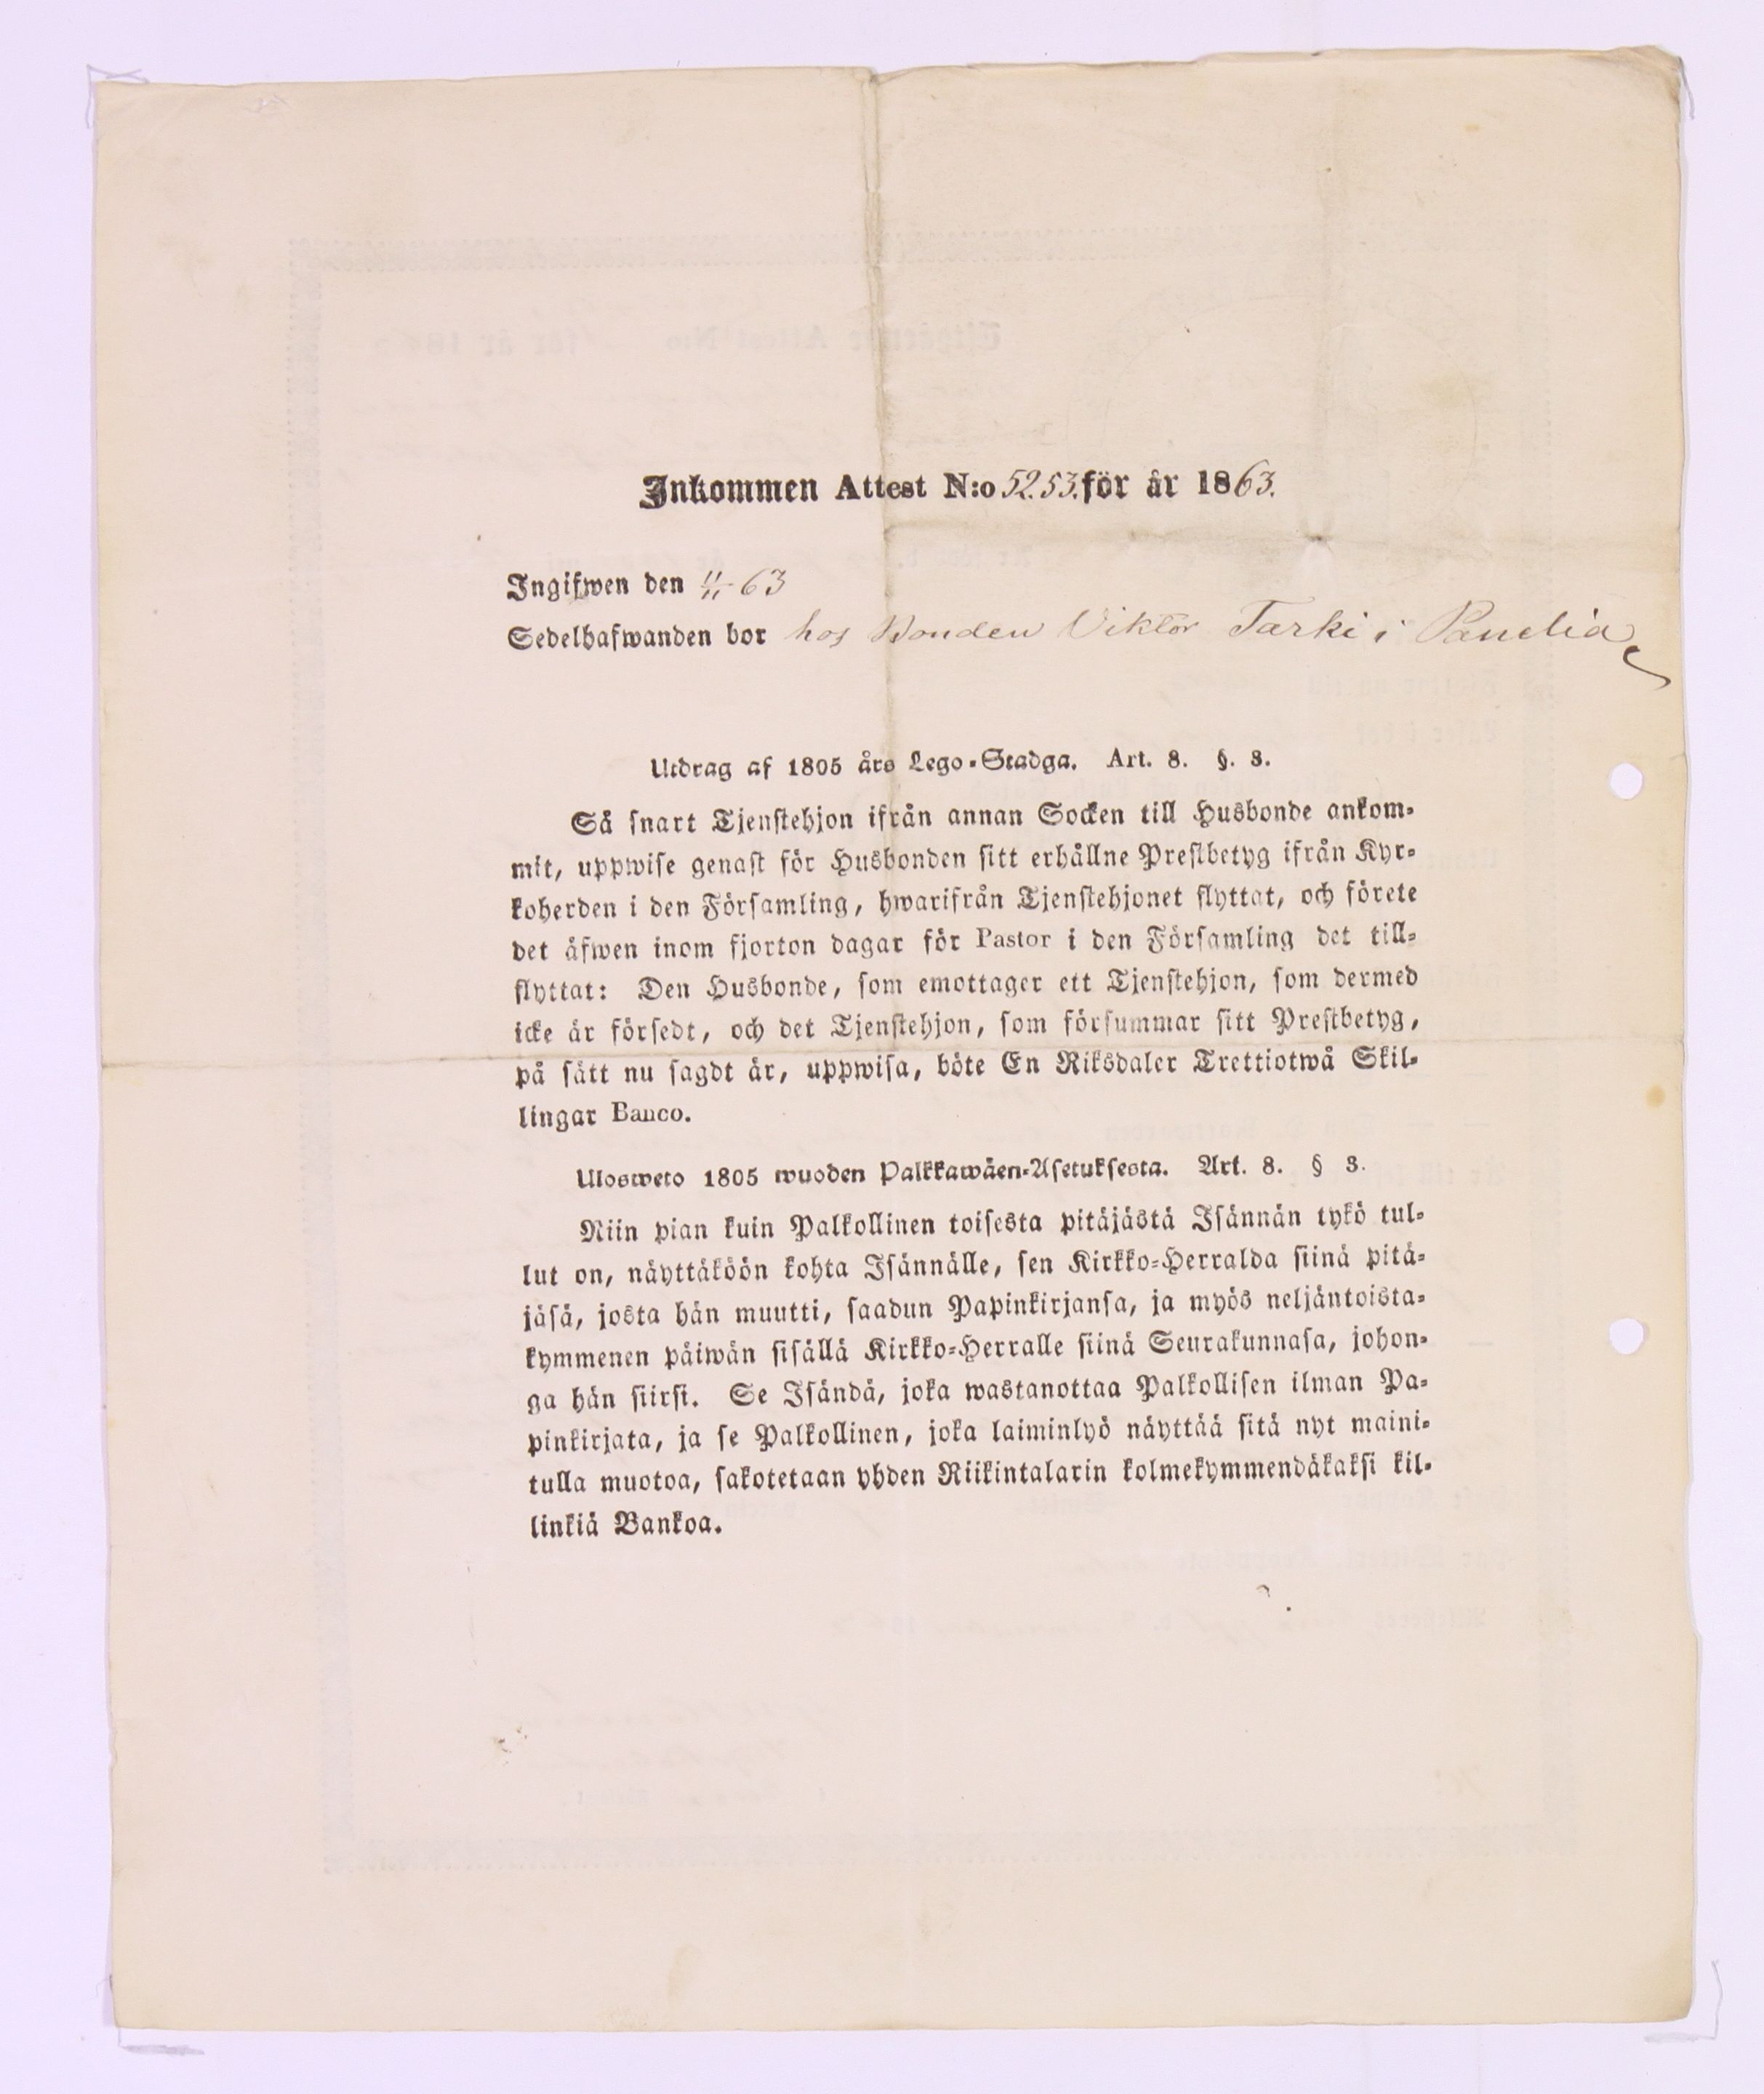 Inkommen Attest N:o 52.53. för år 1863.
Ingifwen den 11/11 63
Sedelhafwanden bor hos Bonden Viktor Tarki i Panelia
Utdrag af 1805 års Lego-Stadga. Art. 8. §. 3.
Så snart Tjenstehjon ifrån annan Socken till Husbonde ankom-
mit, uppwise genast för Husbonden sitt erhållne Prestbetyg ifrån Kyr-
koherden i den Församling, hwarifrån Tjenstehjonet flyttat, och förete
det äfwen inom fjorton dagar för Pastor i den Församling det till-
flyttat: Den Husbonde, som emottager ett Tjenstehjon, som dermed
icke är försedt, och det Tjenstehjon, som försummar sitt Prestbetyg,
på sätt nu sagdt är, uppwisa, böte En Riksdaler Trettiotwå Skil-
lingar Banco.
Ulosweto 1805 wuoden Palkkawäen-Asetuksesta. Art. 8. § 3.
Niin pian kuin Palkollinen toisesta pitäjästä Isännän tykö tul-
lut on, näyttäköön kohta Isännälle, sen Kirkko-Herralda siinä pitä-
jäsä, josta hän muutti, saadun Papinkirjansa, ja myös neljäntoista-
kymmenen päiwän sisällä Kirkko-Herralle siinä Seurakunnasa, johon-
ga hän siirsi. Se Isändä, joka wastanottaa Palkollisen ilman Pa-
pinkirjata, ja se Palkollinen, joka laiminlyö näyttää sitä nyt maini-
tulla muotoa, sakotetaan yhden Riikintalarin kolmekymmendäkaksi kil-
linkiä Bankoa.